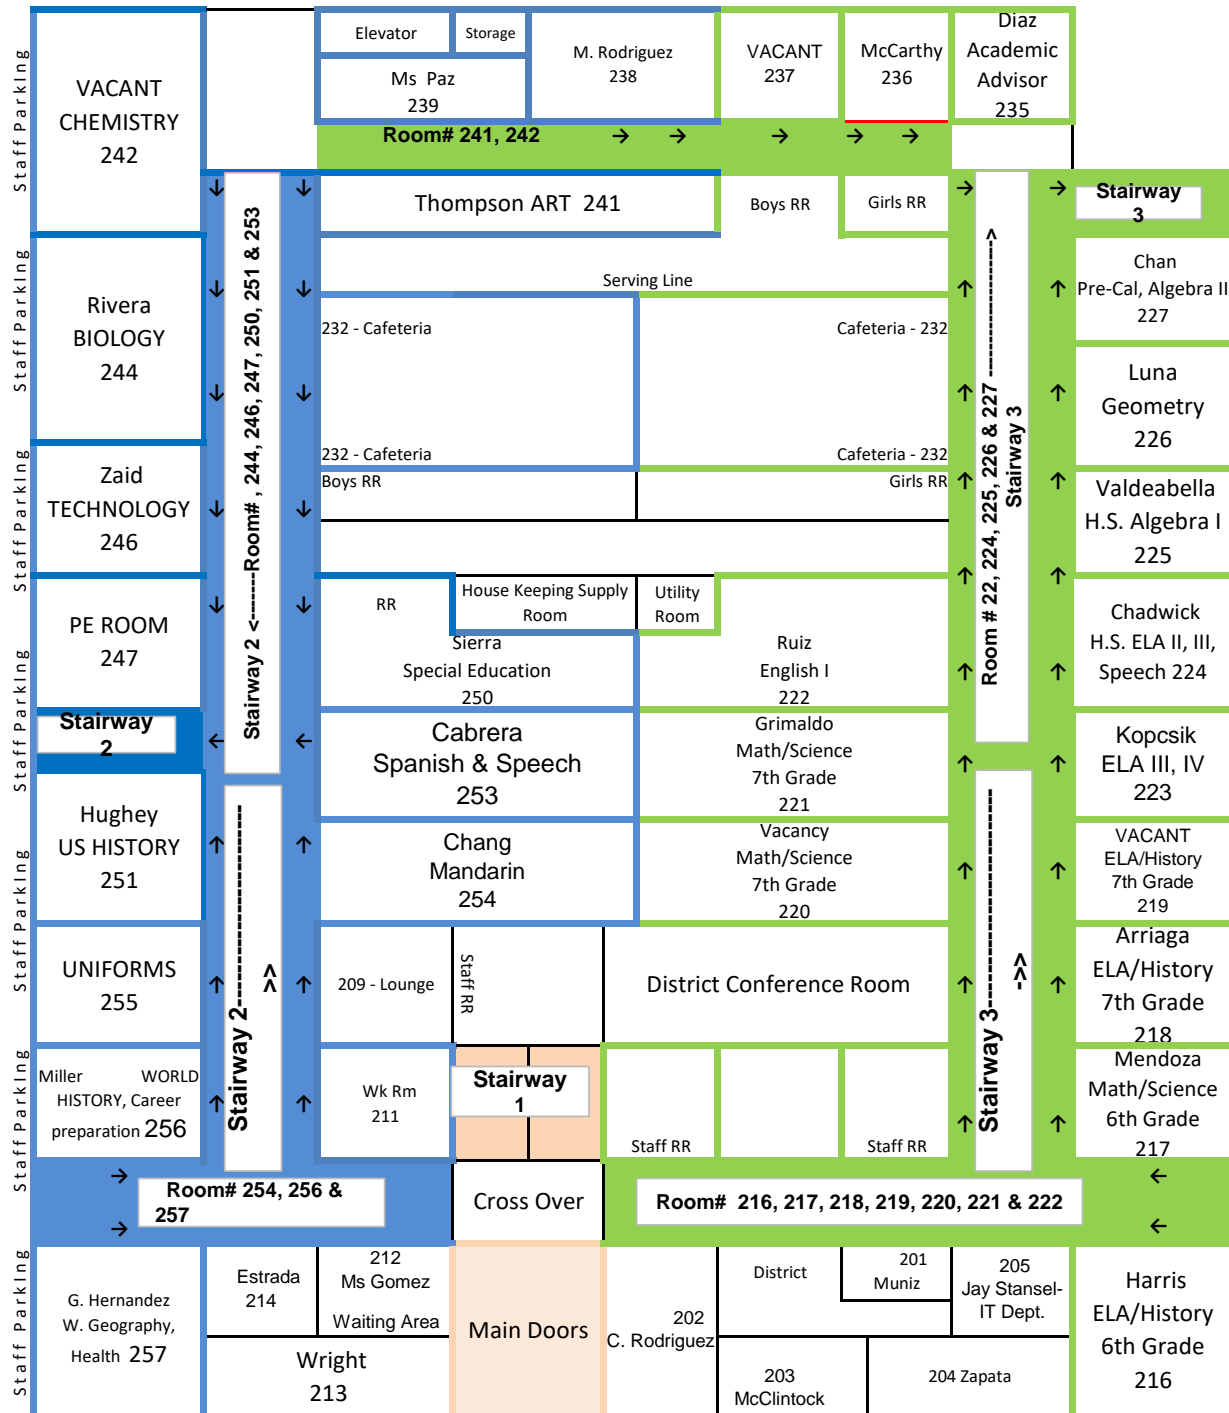 Elevator
Storage
Ms Paz
239
M. Rodriguez
238
VACANT
237
McCarthy
236
Diaz
Academic
Advisor
235
Staff Parking
VACANT
CHEMISTRY
242
Room# 241, 242 → → → → → →
Thompson ART 241
Boys RR
Girls RR
Stairway
3
Staff Parking
Rivera
BIOLOGY
244
Stairway 2 <------Room# , 244, 246, 247, 250, 251 & 253
Serving Line
232 - Cafeteria
Cafeteria - 232
232 - Cafeteria
Cafeteria - 232
Boys RR
Girls RR
Room # 22, 224, 225, 226 & 227 ---------------->
Stairway 3
Chan
Pre-Cal, Algebra II
227
Luna
Geometry
226
Staff Parking
Zaid
TECHNOLOGY
246
Valdeabella
H.S. Algebra I
225
PE ROOM
247
RR
House Keeping Supply
Room
Utility
Room
Sierra
Special Education
250
Ruiz
English I
222
Chadwick
H.S. ELA II, III,
Speech 224
Staff Parking
Stairway
2
Cabrera
Spanish & Speech
253
Grimaldo
Math/Science
7th Grade
221
Kopcsik
ELA III, IV
223
Staff Parking
Hughey
US HISTORY
251
Stairway 2--------------------
>>
Chang
Mandarin
254
Vacancy
Math/Science
7th Grade
220
Stairway 3----------------------
->>
VACANT
ELA/History
7th Grade
219
UNIFORMS
255
209 - Lounge
Staff RR
District Conference Room
Arriaga
ELA/History
7th Grade
218
Staff Parking
Miller WORLD
HISTORY, Career
preparation 256
Wk Rm
211
Stairway
1
Staff RR
Staff RR
Mendoza
Math/Science
6th Grade
217
Room# 254, 256 &
257
Cross Over
Room# 216, 217, 218, 219, 220, 221 & 222
Staff Parking
G. Hernandez
W. Geography,
Health 257
Estrada
214
212
Ms Gomez
Waiting Area
Wright
213
Main Doors
202
C. Rodriguez
District
201
Muniz
205
Jay Stansel-
IT Dept.
203
McClintock
204 Zapata
Harris
ELA/History
6th Grade
216